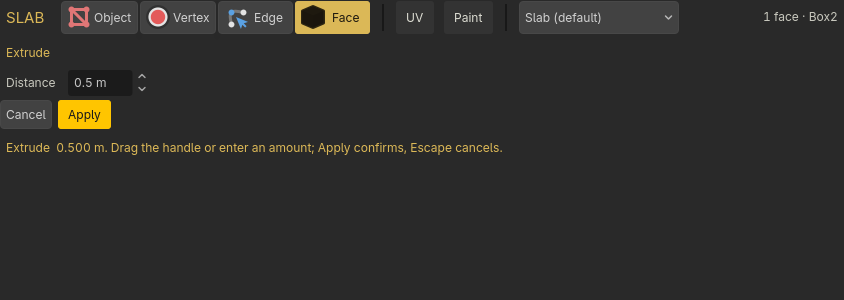 SLAB Object Vertex Edge Face UV Paint Slab (default) 1 face · Box2
Extrude
Distance 0.5 m
Cancel Apply
Extrude 0.500 m. Drag the handle or enter an amount; Apply confirms, Escape cancels.